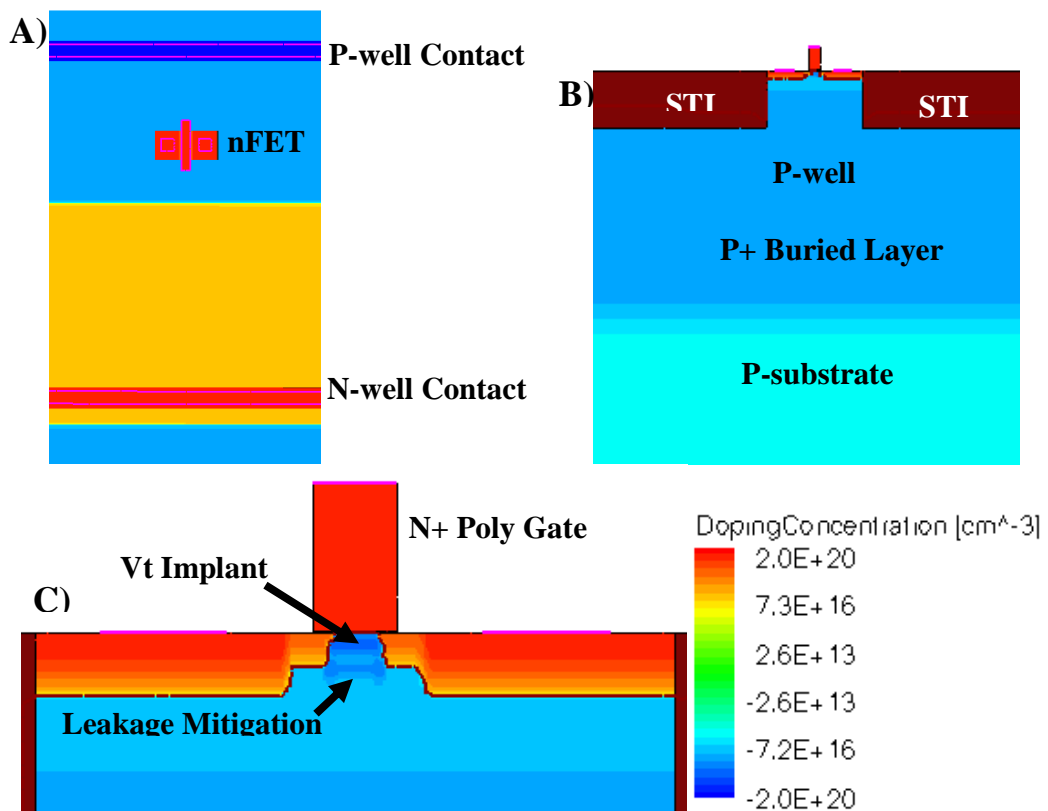 A)
P-well Contact
nFET
N-well Contact
B)
STI
STI
P-well
P+ Buried Layer
P-substrate
C)
N+ Poly Gate
Vt Implant
Leakage Mitigation
DopingConcentration [cm^-3]
2.0E+20
7.3E+16
2.6E+13
-2.6E+13
-7.2E+16
-2.0E+20